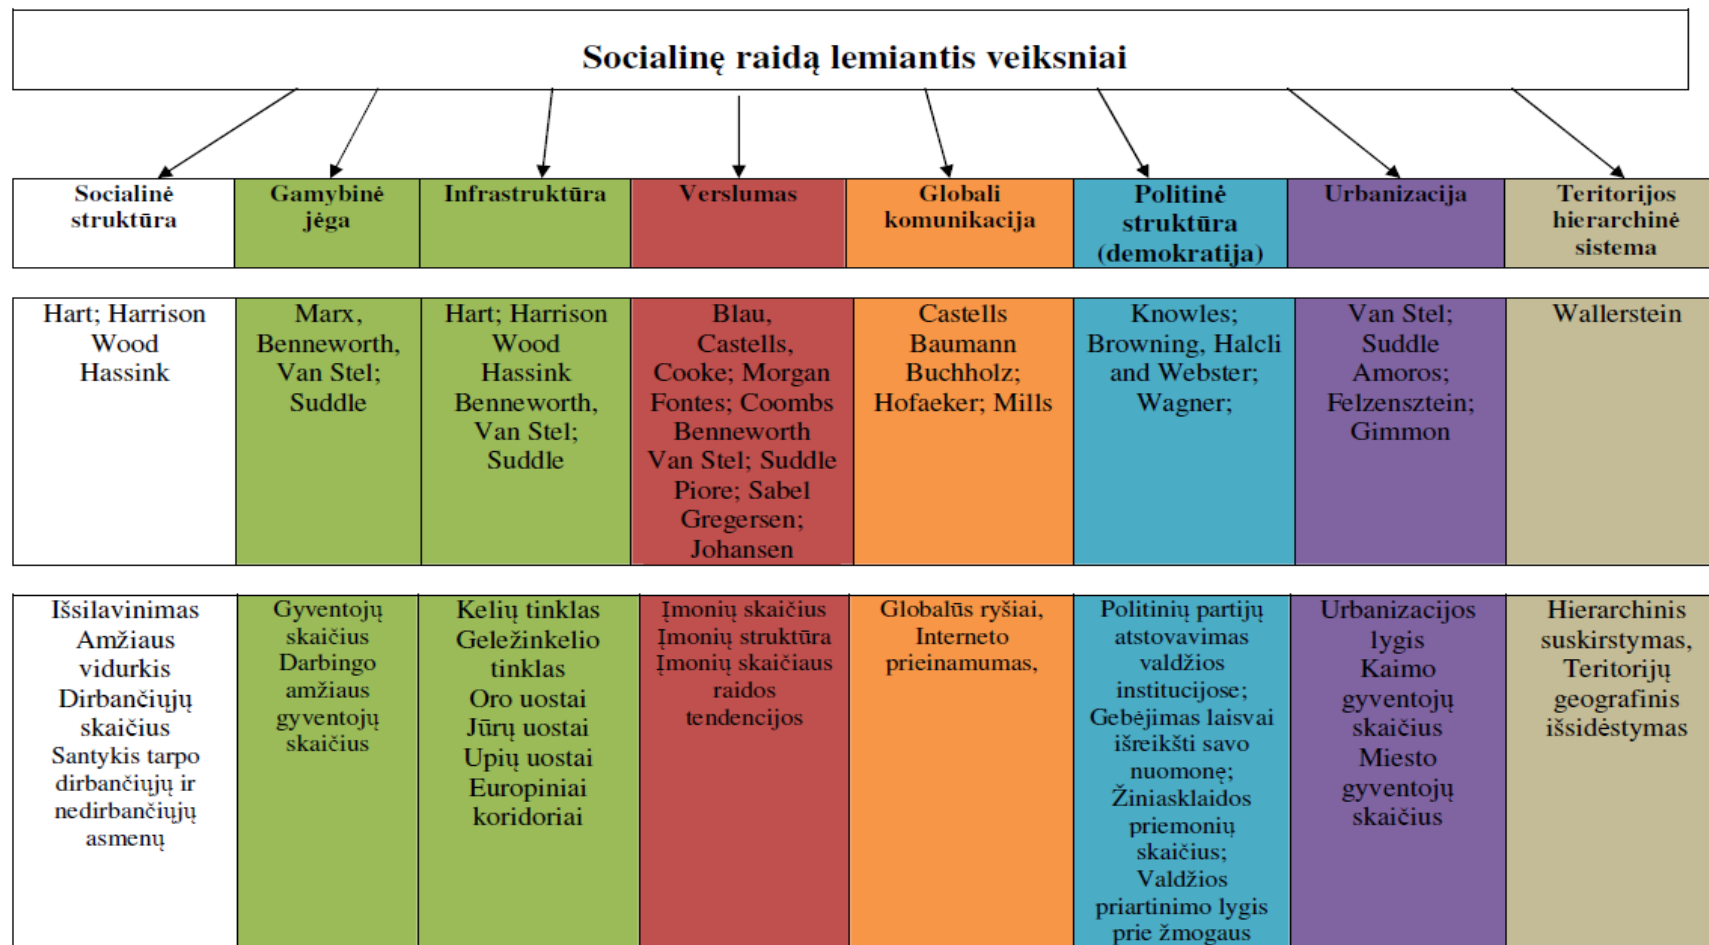 Socialinę raidą lemiantis veiksniai
Socialinė
struktūra
Gamybinė
jėga
Infrastruktūra
Verslumas
Globali
komunikacija
Politinė
struktūra
(demokratija)
Urbanizacija
Teritorijos
hierarchinė
sistema
Hart; Harrison
Wood
Hassink
Marx,
Benneworth,
Van Stel;
Suddle
Hart; Harrison
Wood
Hassink
Benneworth,
Van Stel;
Suddle
Blau,
Castells,
Cooke; Morgan
Fontes; Coombs
Benneworth
Van Stel; Suddle
Piore; Sabel
Gregersen;
Johansen
Castells
Baumann
Buchholz;
Hofaeker; Mills
Knowles;
Browning, Halcli
and Webster;
Wagner;
Van Stel;
Suddle
Amoros;
Felzensztein;
Gimmon
Wallerstein
Išsilavinimas
Amžiaus
vidurkis
Dirbančiųjų
skaičius
Santykis tarpo
dirbančiųjų ir
nedirbančiųjų
asmenų
Gyventojų
skaičius
Darbingo
amžiaus
gyventojų
skaičius
Kelių tinklas
Geležinkelio
tinklas
Oro uostai
Jūrų uostai
Upių uostai
Europiniai
koridoriai
Įmonių skaičius
Įmonių struktūra
Įmonių skaičiaus
raidos
tendencijos
Globalūs ryšiai,
Interneto
prieinamumas,
Politinių partijų
atstovavimas
valdžios
institucijose;
Gebėjimas laisvai
išreikšti savo
nuomonę;
Žiniasklaidos
priemonių
skaičius;
Valdžios
priartinimo lygis
prie žmogaus
Urbanizacijos
lygis
Kaimo
gyventojų
skaičius
Miesto
gyventojų
skaičius
Hierarchinis
suskirstymas,
Teritorijų
geografinis
išsidėstymas